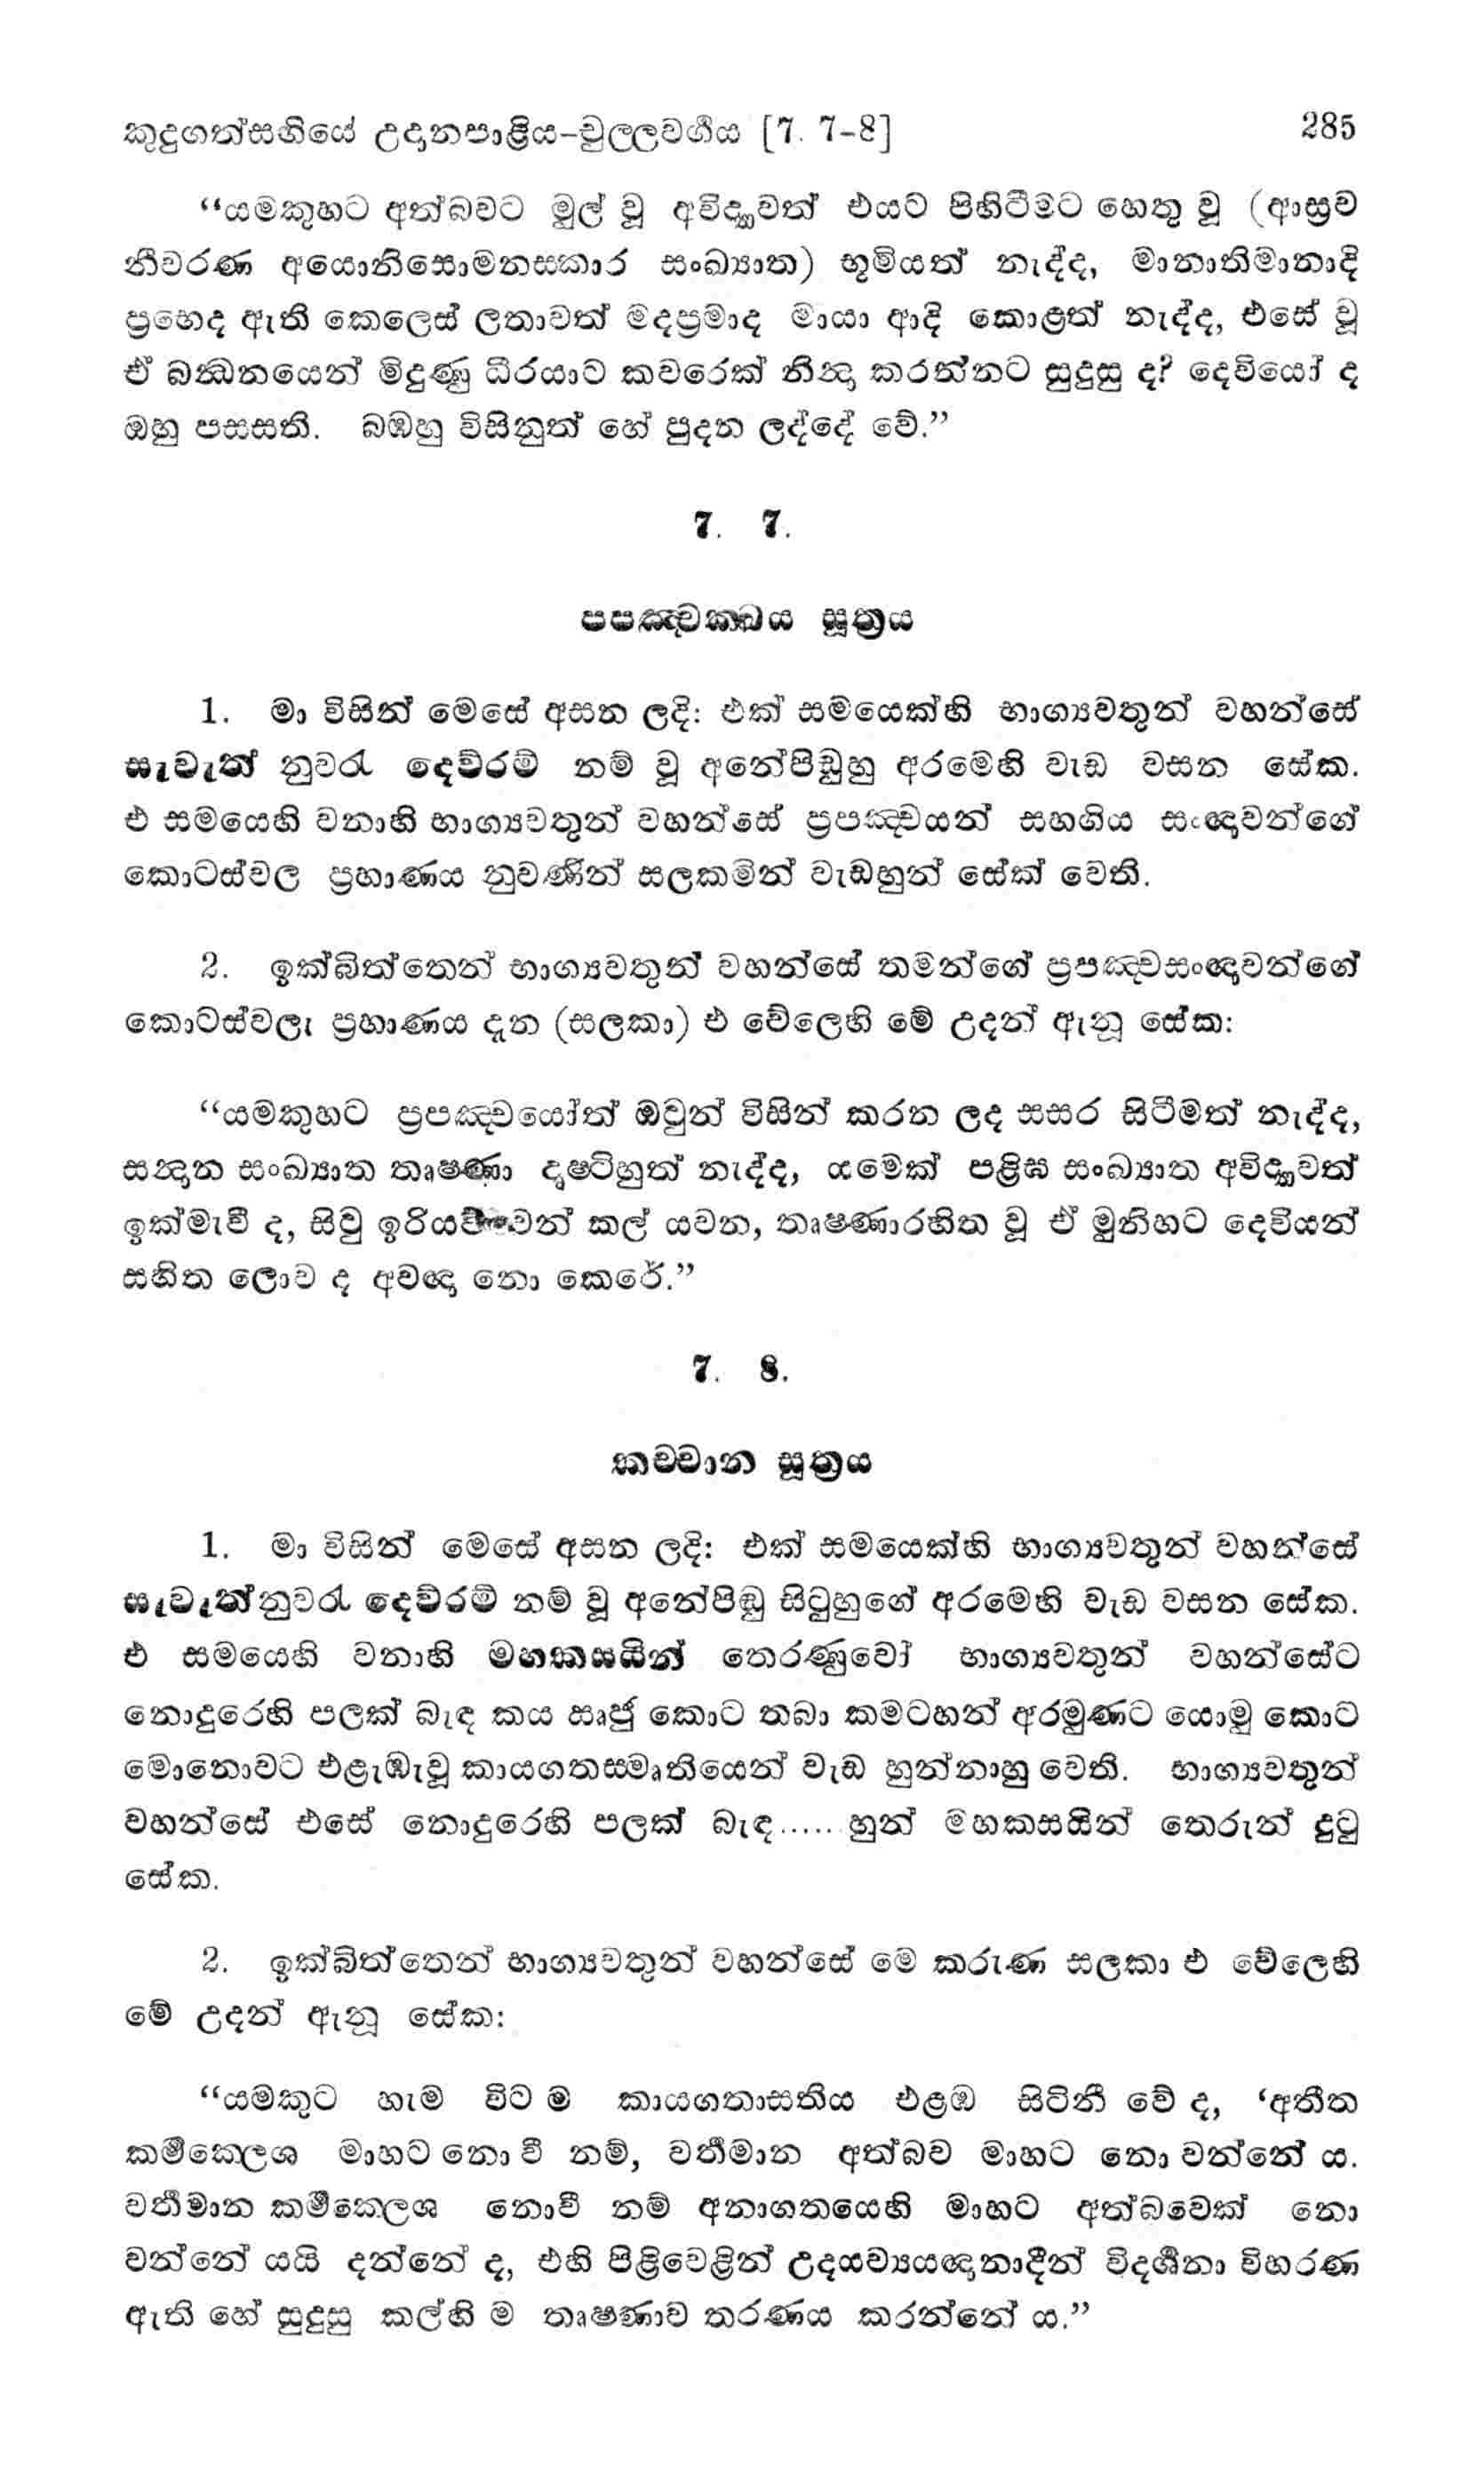 කුදුගත්සඟියේ උදානපාළිය-චුල්ලවර්ගය [7. 7-8] 285
“යමකුහට අත්බවට මුල් වූ අවිද්‍යාවත් එයට පිහිටීමට හෙතු වූ (ආස්‍රව
නීවරණ අයොනිසොමනසකාර සංඛ්‍යාත) භූමියත් නැද්ද, මානාතිමානාදි
ප්‍රභෙද ඇති කෙලෙස් ලතාවත් මදප්‍රමාද මායා ආදි කොළත් නැද්ද, එසේ වූ
ඒ බන්‍ධනයෙන් මිදුණු ධීරයාව කවරෙක් නින්‍දා කරන්නට සුදුසු ද? දෙවියෝ ද
ඔහු පසසති. බඹහු විසිනුත් හේ පුදන ලද්දේ වේ.”
7. 7.
පපඤ්චක්ඛය සූත්‍රය
1. මා විසින් මෙසේ අසන ලදි: එක් සමයෙක්හි භාග්‍යවතුන් වහන්සේ
සැවැත් නුවරැ දෙව්රම් නම් වූ අනේපිඬුහු අරමෙහි වැඩ වසන සේක.
එ සමයෙහි වනාහි භාග්‍යවතුන් වහන්සේ ප්‍රපඤ්චයන් සහගිය සංඥාවන්ගේ
කොටස්වල ප්‍රහාණය නුවණින් සලකමින් වැඩහුන් සේක් වෙති.
2. ඉක්බිත්තෙන් භාග්‍යවතුන් වහන්සේ තමන්ගේ ප්‍රපඤ්චසංඥාවන්ගේ
කොටස්වලැ ප්‍රහාණය දැන (සලකා) එ වේලෙහි මේ උදන් ඇනූ සේක:
“යමකුහට ප්‍රපඤ්චයෝත් ඔවුන් විසින් කරන ලද සසර සිටීමත් නැද්ද,
සන්‍දාන සංඛ්‍යාත තෘෂ්ණා දෘෂ්ටිහුත් නැද්ද, යමෙක් පළිඝ සංඛ්‍යාත අවිද්‍යාවත්
ඉක්මැවී ද, සිවු කල් යවන, තෘෂ්ණාරහිත වූ ඒ මුනිහට දෙවියන්
සහිත ලොව ද අවඥා නො කෙරේ.”
7. 8.
කච්චාන සූත්‍රය
1. මා විසින් මෙසේ අසන ලදි: එක් සමයෙක්හි භාග්‍යවතුන් වහන්සේ
සැවැත්නුවරැ දෙව්රම් නම් වූ අනේපිඬු සිටුහුගේ අරමෙහි වැඩ වසන සේක.
එ සමයෙහි වනාහි මහකසයින් තෙරණුවෝ භාග්‍යවතුන් වහන්සේට
නොදුරෙහි පලක් බැඳ කය ඍජු කොට තබා කමටහන් අරමුණට යොමු කොට
මොනොවට එළැඹැවූ කායගතසමෘතියෙන් වැඩ හුන්නාහු වෙති. භාග්‍යවතුන්
වහන්සේ එසේ නොදුරෙහි පලක් බැඳ...... හුන් මහකසයින් තෙරුන් දුටු
සේක.
2. ඉක්බිත්තෙන් භාග්‍යවතුන් වහන්සේ මෙ කරුණ සලකා එ වේලෙහි
මේ උදන් ඇනූ සේක:
“යමකුට හැම විට ම කායගතාසතිය එළඹ සිටිනී වේ ද, ‘අතීත
කර්මක්ලෙශ මාහට නො වී නම්, වර්තමාන අත්බව මාහට නො වන්නේ ය.
වර්තමාන කර්මක්ලෙශ නොවී නම් අනාගතයෙහි මාහට අත්බවෙක් නො
වන්නේ යයි දන්නේ ද, එහි පිළිවෙළින් උදයව්‍යයඥානාදීන් විදර්ශනා විහරණ
ඇති හේ සුදුසු කල්හි ම තෘෂ්ණාව තරණය කරන්නේ ය.”